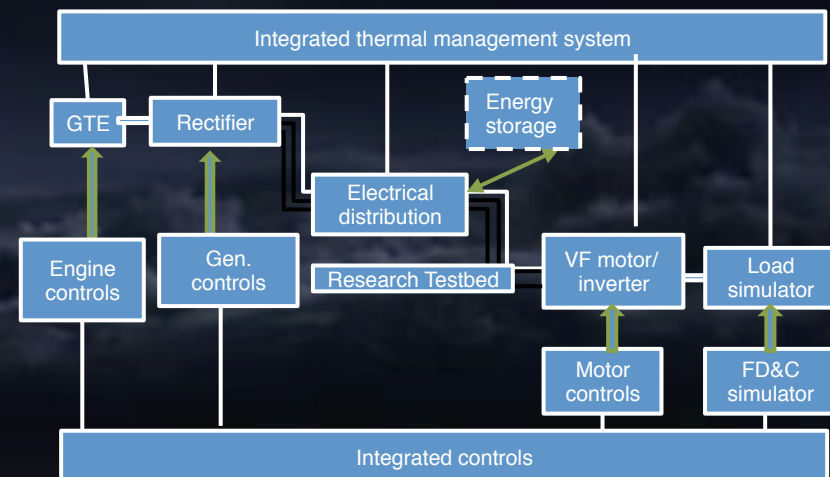 Integrated thermal management system
GTE
Rectifier
Energy
storage
Electrical
distribution
Engine
controls
Gen.
controls
Research Testbed
VF motor/
inverter
Load
simulator
Motor
controls
FD&C
simulator
Integrated controls